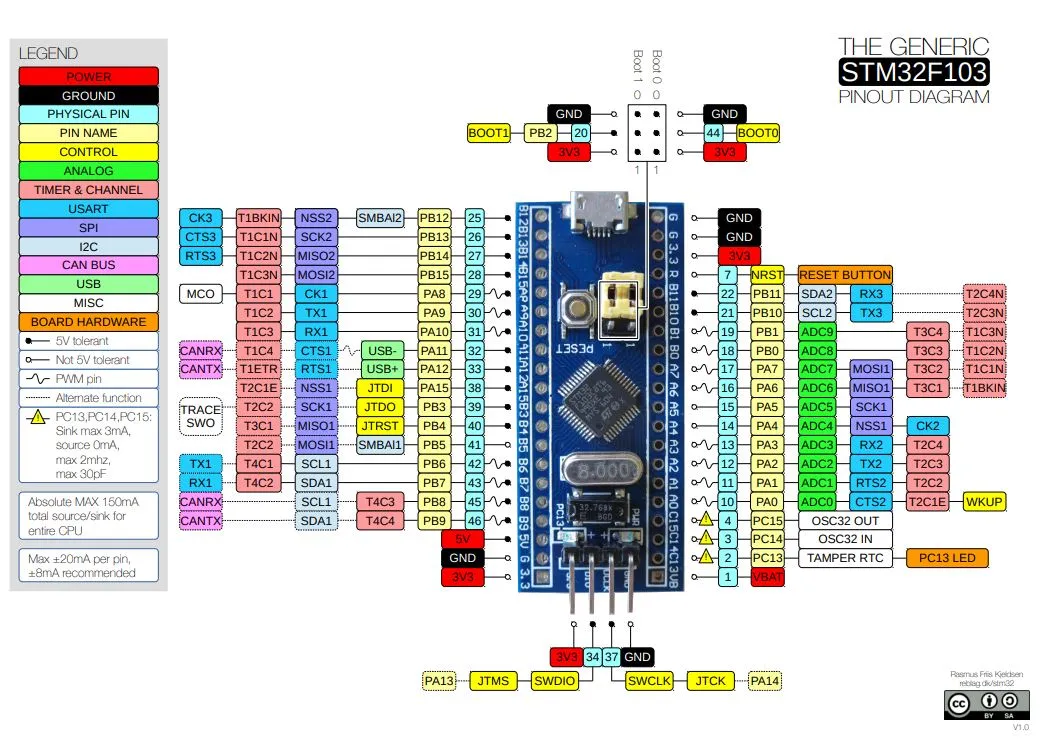 LEGEND
POWER
GROUND
PHYSICAL PIN
PIN NAME
CONTROL
ANALOG
TIMER & CHANNEL
USART
SPI
I2C
CAN BUS
USB
MISC
BOARD HARDWARE
5V tolerant
Not 5V tolerant
PWM pin
Alternate function
PC13,PC14,PC15:
Sink max 3mA,
source 0mA,
max 2mhz,
max 30pF
Absolute MAX 150mA
total source/sink for
entire CPU
Max ±20mA per pin,
±8mA recommended
THE GENERIC
STM32F103
PINOUT DIAGRAM
Boot 1 0
Boot 0 0
GND GND
BOOT1 PB2 20 44 BOOT0
3V3 3V3
1 1
CK3 T1BKIN NSS2 SMBAI2 PB12 25
CTS3 T1C1N SCK2 PB13 26
RTS3 T1C2N MISO2 PB14 27
T1C3N MOSI2 PB15 28
MCO T1C1 CK1 PA8 29
T1C2 TX1 PA9 30
T1C3 RX1 PA10 31
CANRX T1C4 CTS1 USB- PA11 32
CANTX T1ETR RTS1 USB+ PA12 33
T2C1E NSS1 JTDI PA15 38
TRACE
SWO
T2C2 SCK1 JTDO PB3 39
T3C1 MISO1 JTRST PB4 40
T2C2 MOSI1 SMBAI1 PB5 41
TX1 T4C1 SCL1 PB6 42
RX1 T4C2 SDA1 PB7 43
CANRX SCL1 T4C3 PB8 45
CANTX SDA1 T4C4 PB9 46
5V
GND
3V3
B12 B13 B14 B15 A8 A9 A10 A11 A12 A15 B3 B4 B5 B6 B7 B8 B9 5V G 3.3
RESET
8.000
32.768K
PC13
PWR
G G 3.3 R B11 B10 B1 B0 A7 A6 A5 A4 A3 A2 A1 A0 C15 C14 C13 VB
GND
GND
3V3
7 NRST RESET BUTTON
22 PB11 SDA2 RX3 T2C4N
21 PB10 SCL2 TX3 T2C3N
19 PB1 ADC9 T3C4 T1C3N
18 PB0 ADC8 T3C3 T1C2N
17 PA7 ADC7 MOSI1 T3C2 T1C1N
16 PA6 ADC6 MISO1 T3C1 T1BKIN
15 PA5 ADC5 SCK1
14 PA4 ADC4 NSS1 CK2
13 PA3 ADC3 RX2 T2C4
12 PA2 ADC2 TX2 T2C3
11 PA1 ADC1 RTS2 T2C2
10 PA0 ADC0 CTS2 T2C1E WKUP
4 PC15 OSC32 OUT
3 PC14 OSC32 IN
2 PC13 TAMPER RTC PC13 LED
1 VBAT
3V3 34 37 GND
PA13 JTMS SWDIO SWCLK JTCK PA14
Rasmus Friis Kjeldsen
reblag.dk/stm32
CC BY SA
V1.0